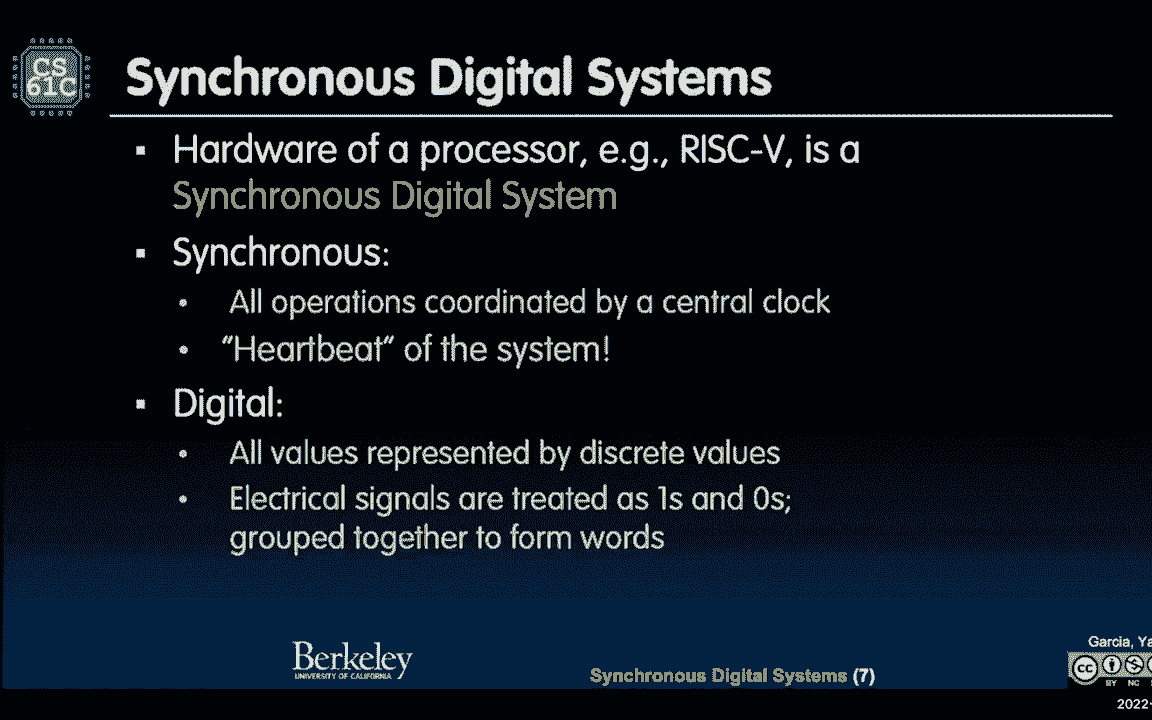 CS
61C
Synchronous Digital Systems
▪ Hardware of a processor, e.g., RISC-V, is a
Synchronous Digital System
▪ Synchronous:
• All operations coordinated by a central clock
• “Heartbeat” of the system!
▪ Digital:
• All values represented by discrete values
• Electrical signals are treated as 1s and 0s;
grouped together to form words
Berkeley
UNIVERSITY OF CALIFORNIA
Synchronous Digital Systems (7)
Garcia, Ya
cc
BY NC
2022-